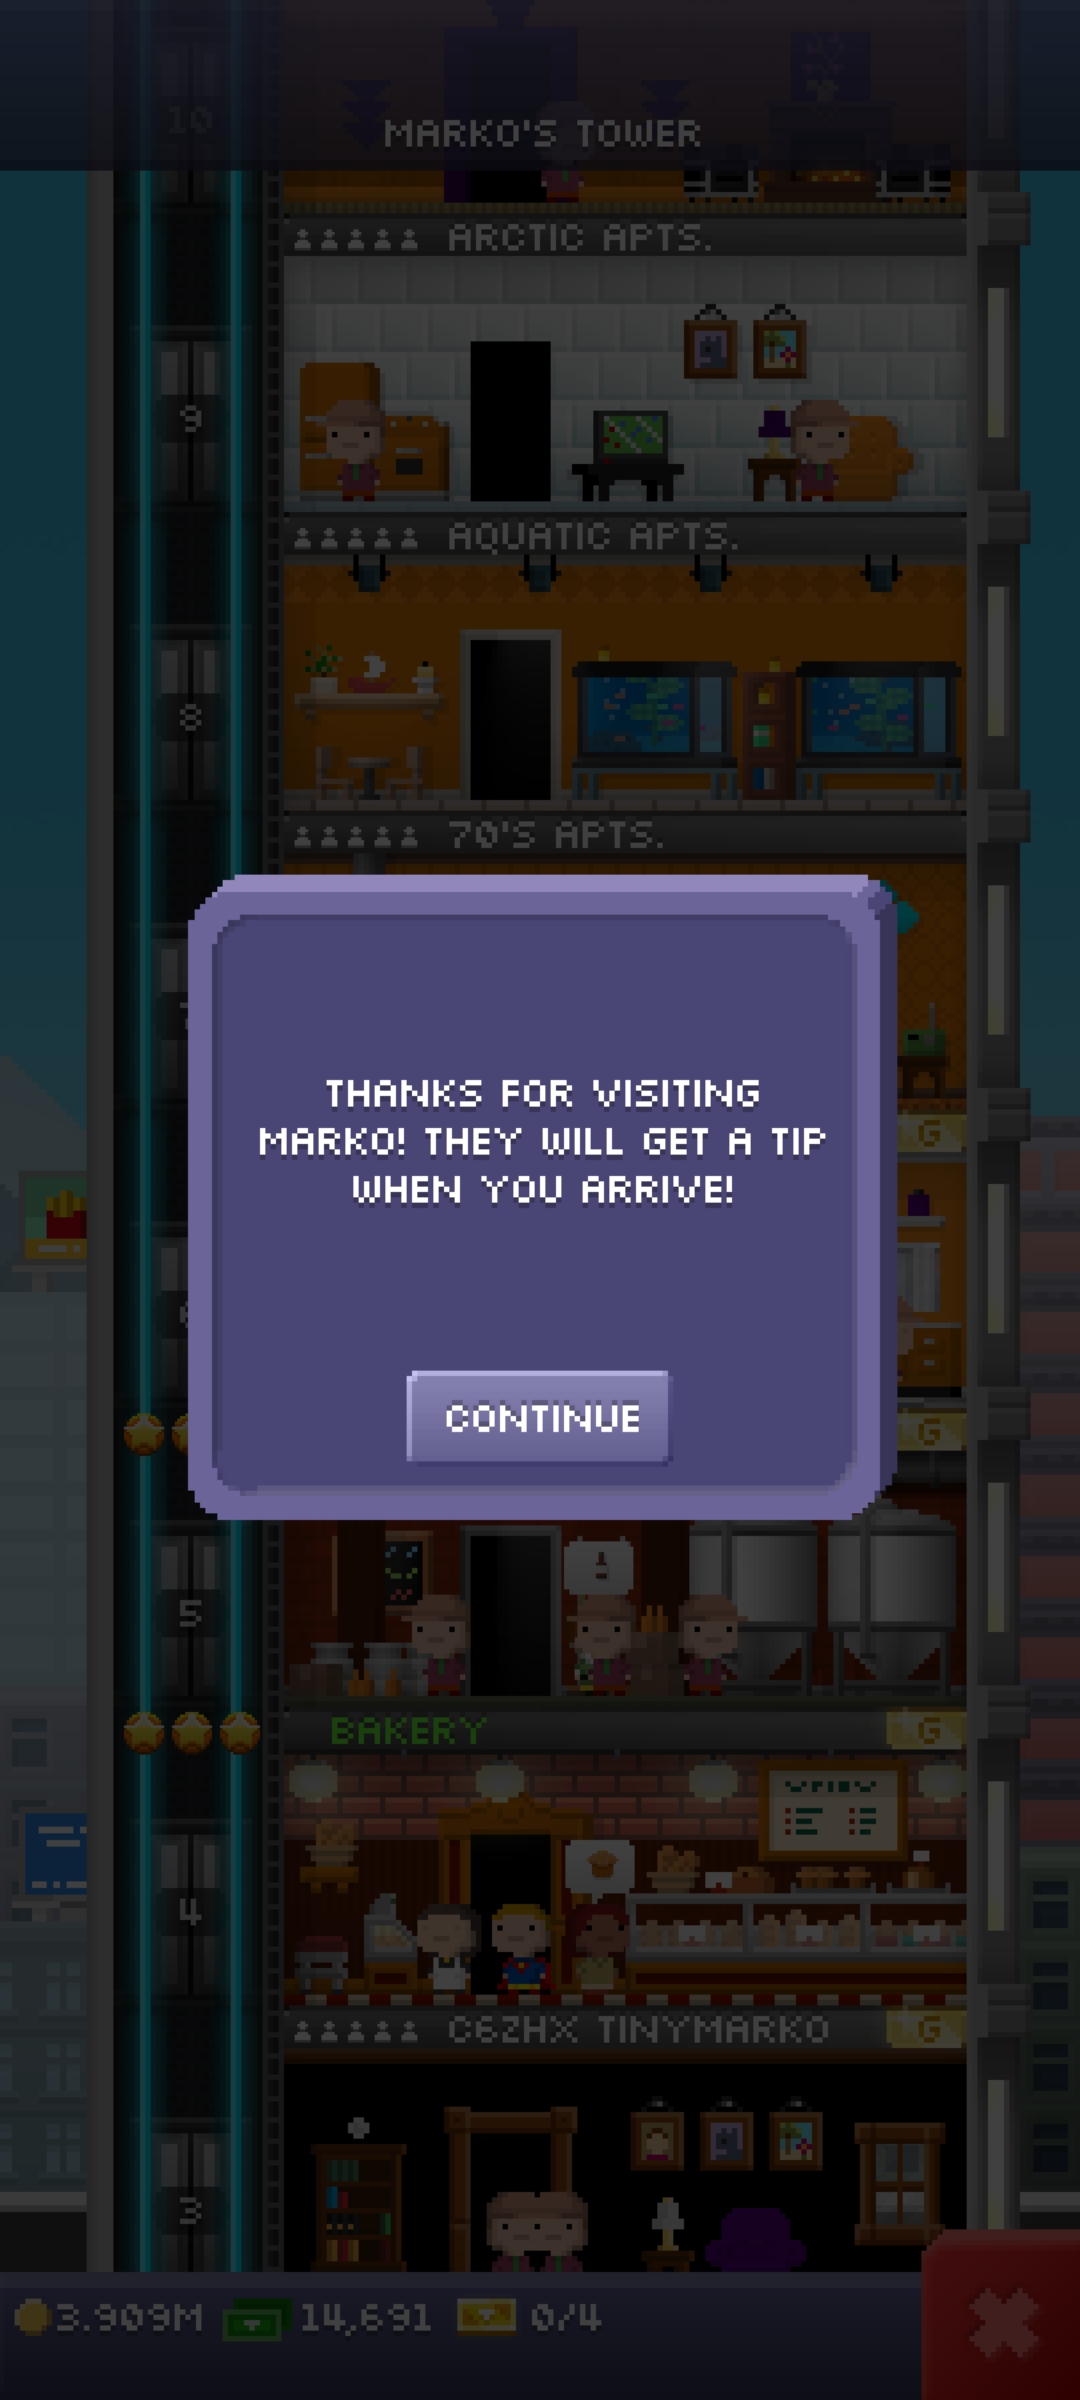 10
MARKO'S TOWER
ARCTIC APTS.
9
AQUATIC APTS.
8
70'S APTS.
G
THANKS FOR VISITING
MARKO! THEY WILL GET A TIP
WHEN YOU ARRIVE!
CONTINUE
G
5
BAKERY
G
4
C6ZHX TINYMARKO
G
3
3.909M
14,691
0/4